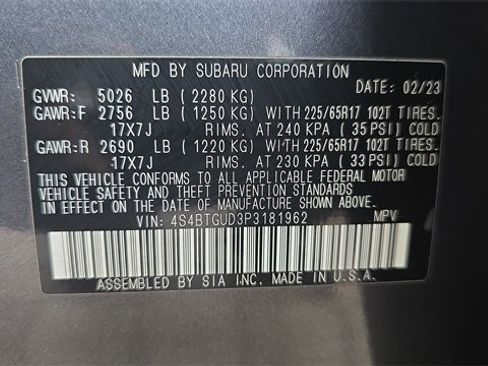 MFD BY SUBARU CORPORATION
DATE: 02/23
GVWR: 5026 LB (2280 KG)
GAWR:F 2756 LB (1250 KG) WITH 225/65R17 102T TIRES.
17X7J RIMS. AT 240 KPA (35 PSI) COLD
GAWR:R 2690 LB (1220 KG) WITH 225/65R17 102T TIRES.
17X7J RIMS. AT 230 KPA (33 PSI) COLD
THIS VEHICLE CONFORMS TO ALL APPLICABLE FEDERAL MOTOR
VEHICLE SAFETY AND THEFT PREVENTION STANDARDS IN
EFFECT ON THE DATE OF MANUFACTURE SHOWN ABOVE.
VIN: 4S4BTGUD3P3181962 MPV
ASSEMBLED BY SIA INC. MADE IN U.S.A.